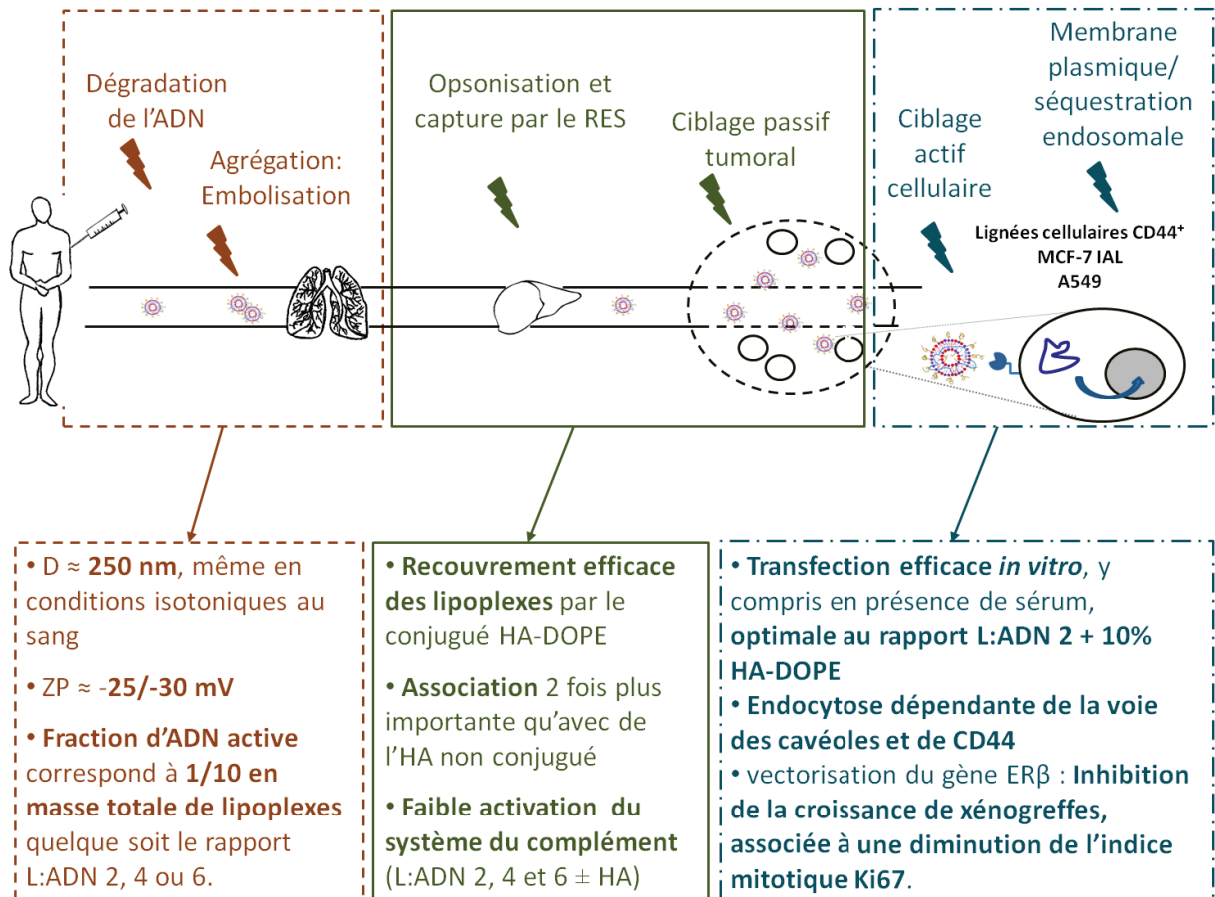 Dégradation
de l'ADN
Agrégation:
Embolisation
Opsonisation et
capture par le RES
Ciblage passif
tumoral
Ciblage
actif
cellulaire
Membrane
plasmique/
séquestration
endosomale
Lignées cellulaires CD44⁺
MCF-7 IAL
A549
• D ≈ 250 nm, même en
conditions isotoniques au
sang
• ZP ≈ -25/-30 mV
• Fraction d'ADN active
correspond à 1/10 en
masse totale de lipoplexes
quelque soit le rapport
L:ADN 2, 4 ou 6.
• Recouvrement efficace
des lipoplexes par le
conjugué HA-DOPE
• Association 2 fois plus
importante qu'avec de
l'HA non conjugué
• Faible activation du
système du complément
(L:ADN 2, 4 et 6 ± HA)
• Transfection efficace in vitro, y
compris en présence de sérum,
optimale au rapport L:ADN 2 + 10%
HA-DOPE
• Endocytose dépendante de la voie
des cavéoles et de CD44
• vectorisation du gène ERβ : Inhibition
de la croissance de xénogreffes,
associée à une diminution de l'indice
mitotique Ki67.